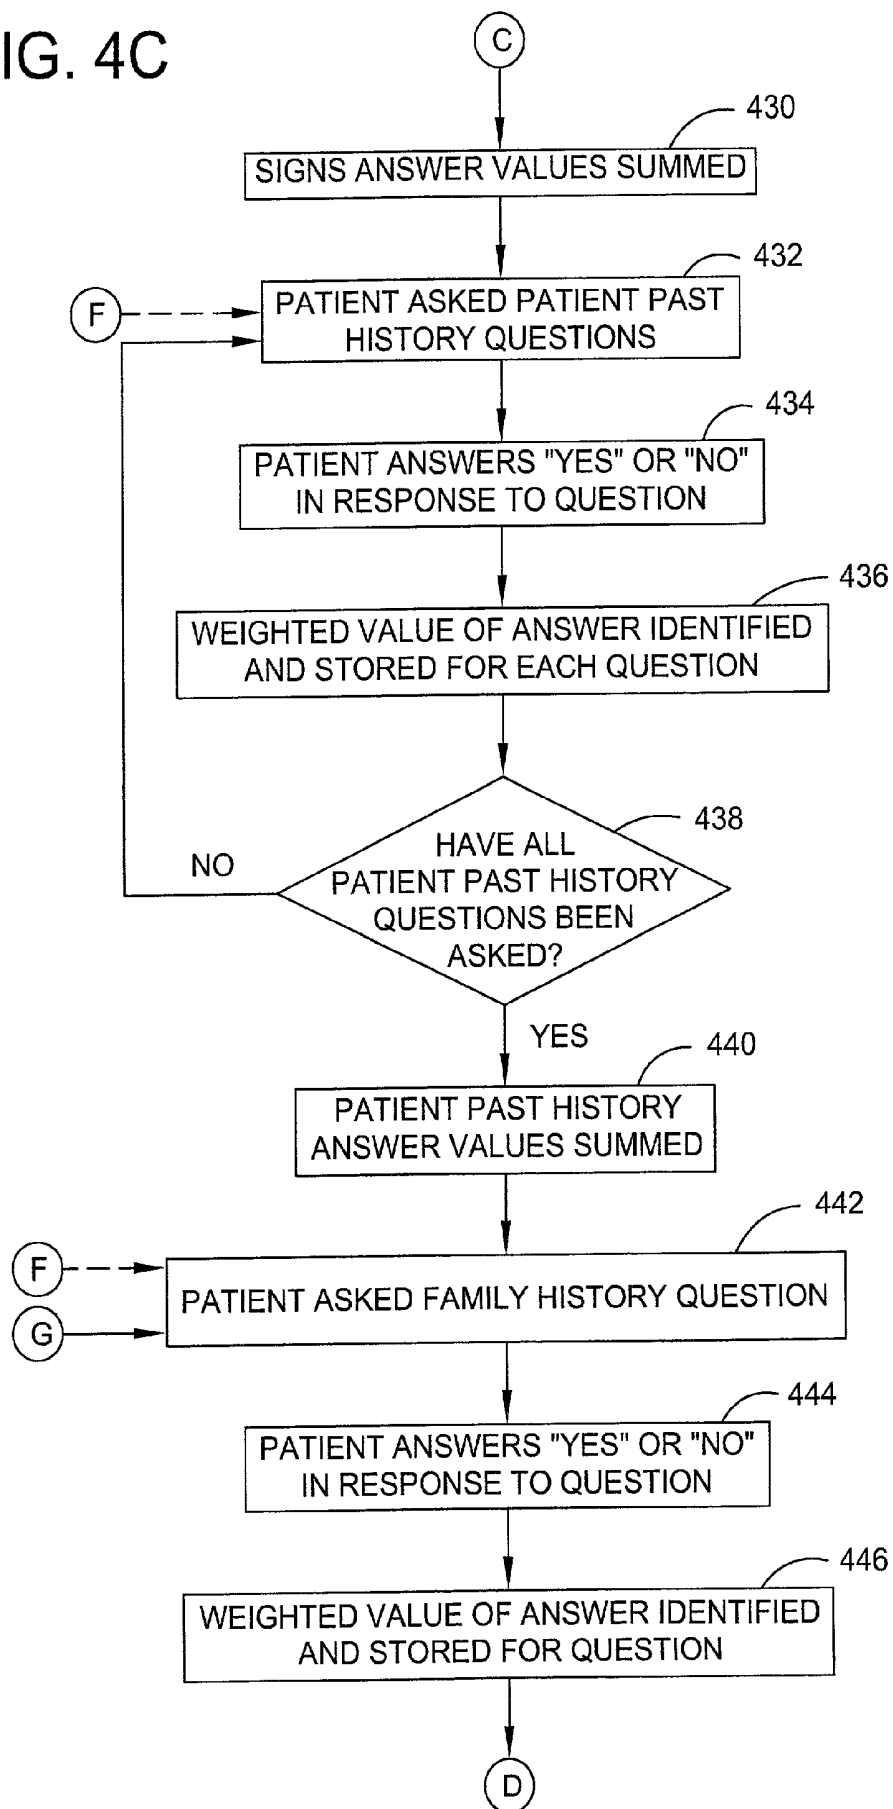 IG. 4C
C
430
SIGNS ANSWER VALUES SUMMED
432
F
PATIENT ASKED PATIENT PAST
HISTORY QUESTIONS
434
PATIENT ANSWERS "YES" OR "NO"
IN RESPONSE TO QUESTION
436
WEIGHTED VALUE OF ANSWER IDENTIFIED
AND STORED FOR EACH QUESTION
438
NO
HAVE ALL
PATIENT PAST HISTORY
QUESTIONS BEEN
ASKED?
YES
440
PATIENT PAST HISTORY
ANSWER VALUES SUMMED
442
F
PATIENT ASKED FAMILY HISTORY QUESTION
G
444
PATIENT ANSWERS "YES" OR "NO"
IN RESPONSE TO QUESTION
446
WEIGHTED VALUE OF ANSWER IDENTIFIED
AND STORED FOR QUESTION
D